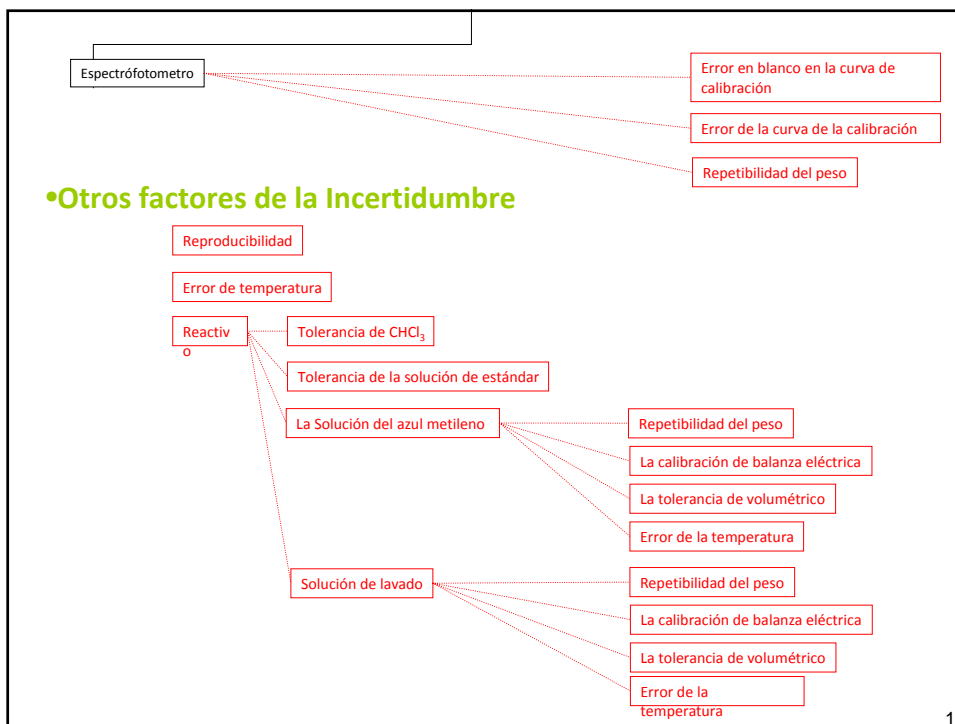 Espectrófotometro
Error en blanco en la curva de
calibración
Error de la curva de la calibración
Repetibilidad del peso
•Otros factores de la Incertidumbre
Reproducibilidad
Error de temperatura
Reactiv
o
Tolerancia de CHCl₃
Tolerancia de la solución de estándar
La Solución del azul metileno
Repetibilidad del peso
La calibración de balanza eléctrica
La tolerancia de volumétrico
Error de la temperatura
Solución de lavado
Repetibilidad del peso
La calibración de balanza eléctrica
La tolerancia de volumétrico
Error de la
temperatura
1